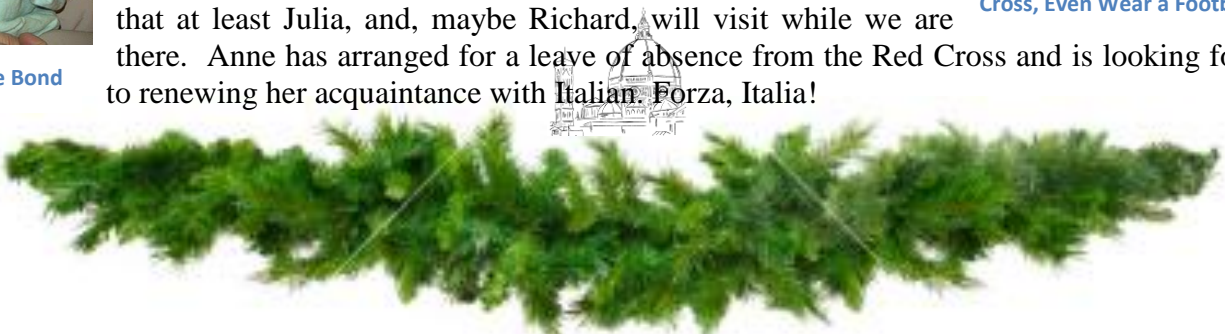 Cross, Even Wear a
that at least Julia, and, maybe Richard, will visit while we are
there. Anne has arranged for a leave of absence from the Red Cross and is looking
Bond
to renewing her acquaintance with Italian. Forza, Italia!